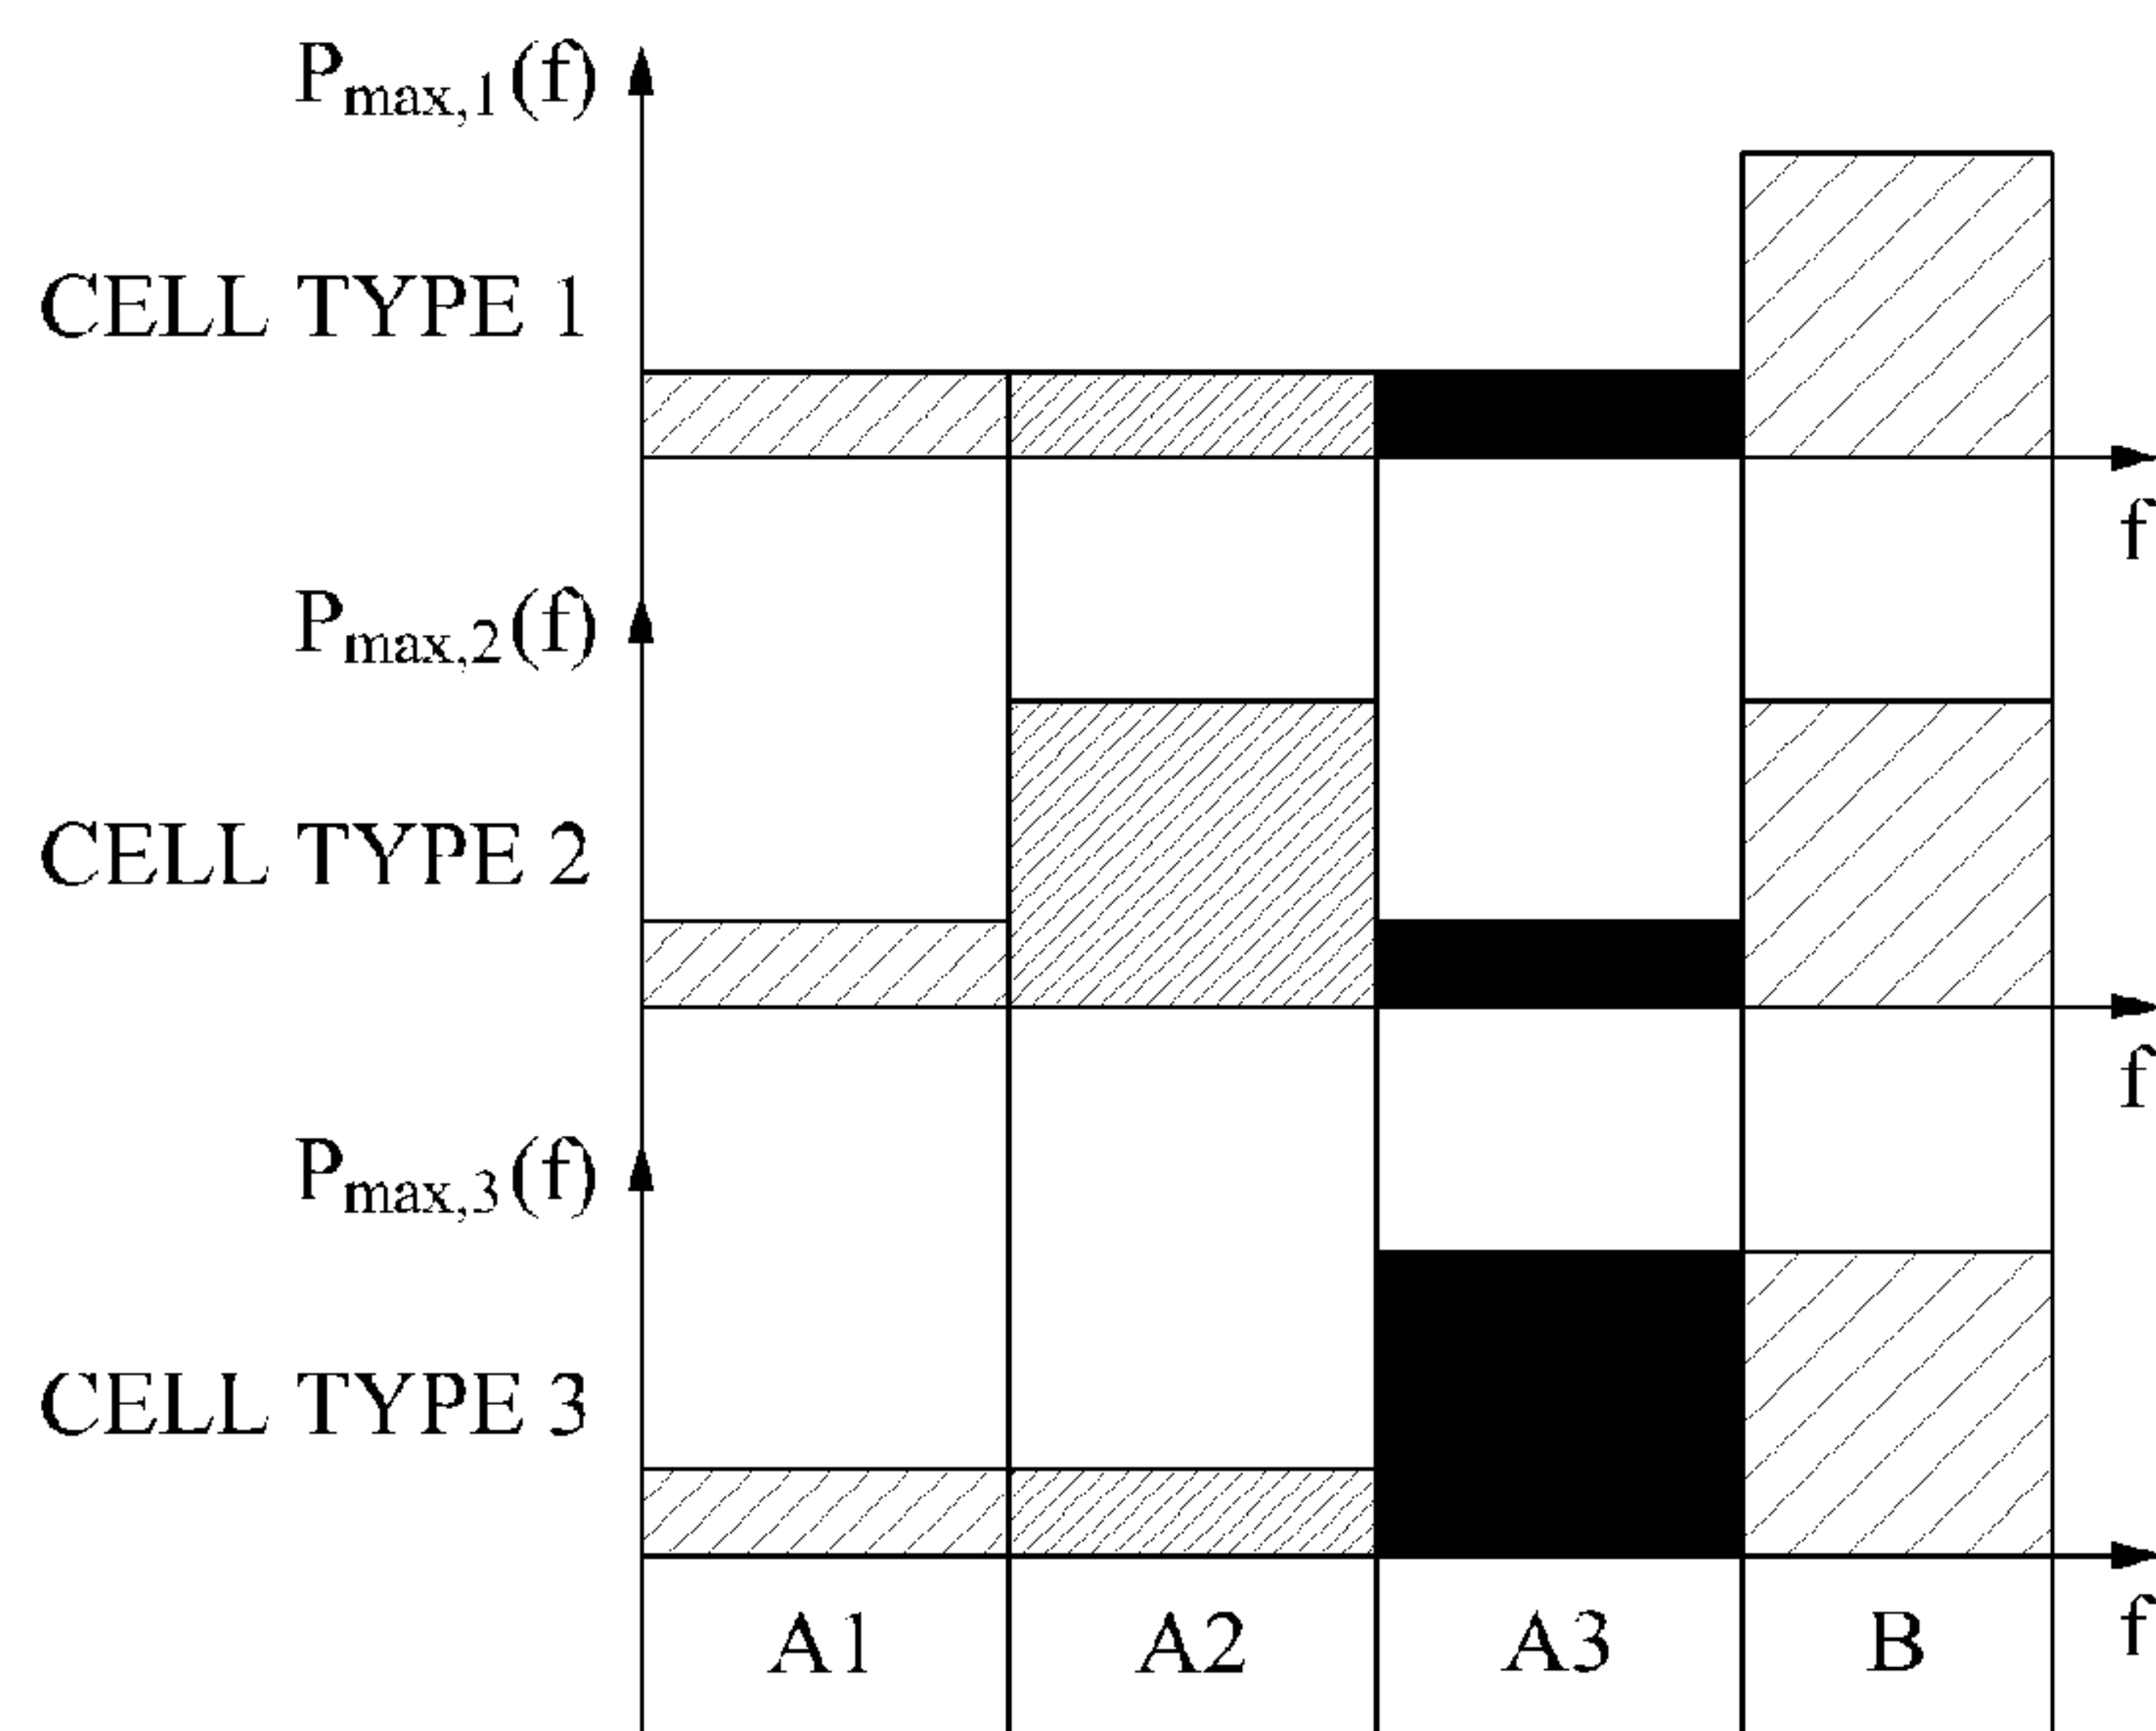 Pmax,1(f)
CELL TYPE 1
f
Pmax,2(f)
CELL TYPE 2
f
Pmax,3(f)
CELL TYPE 3
f
A1 A2 A3 B